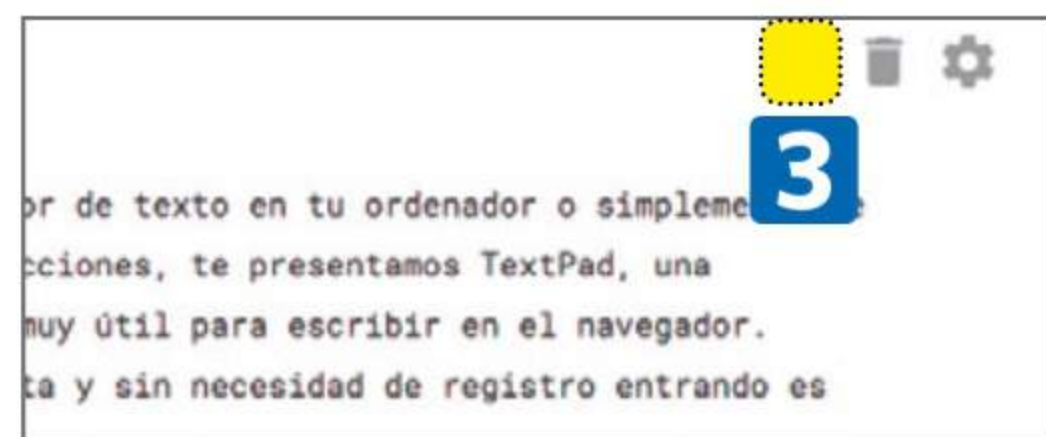 3
or de texto en tu ordenador o simpleme e
cciones, te presentamos TextPad, una
muy útil para escribir en el navegador.
ta y sin necesidad de registro entrando es